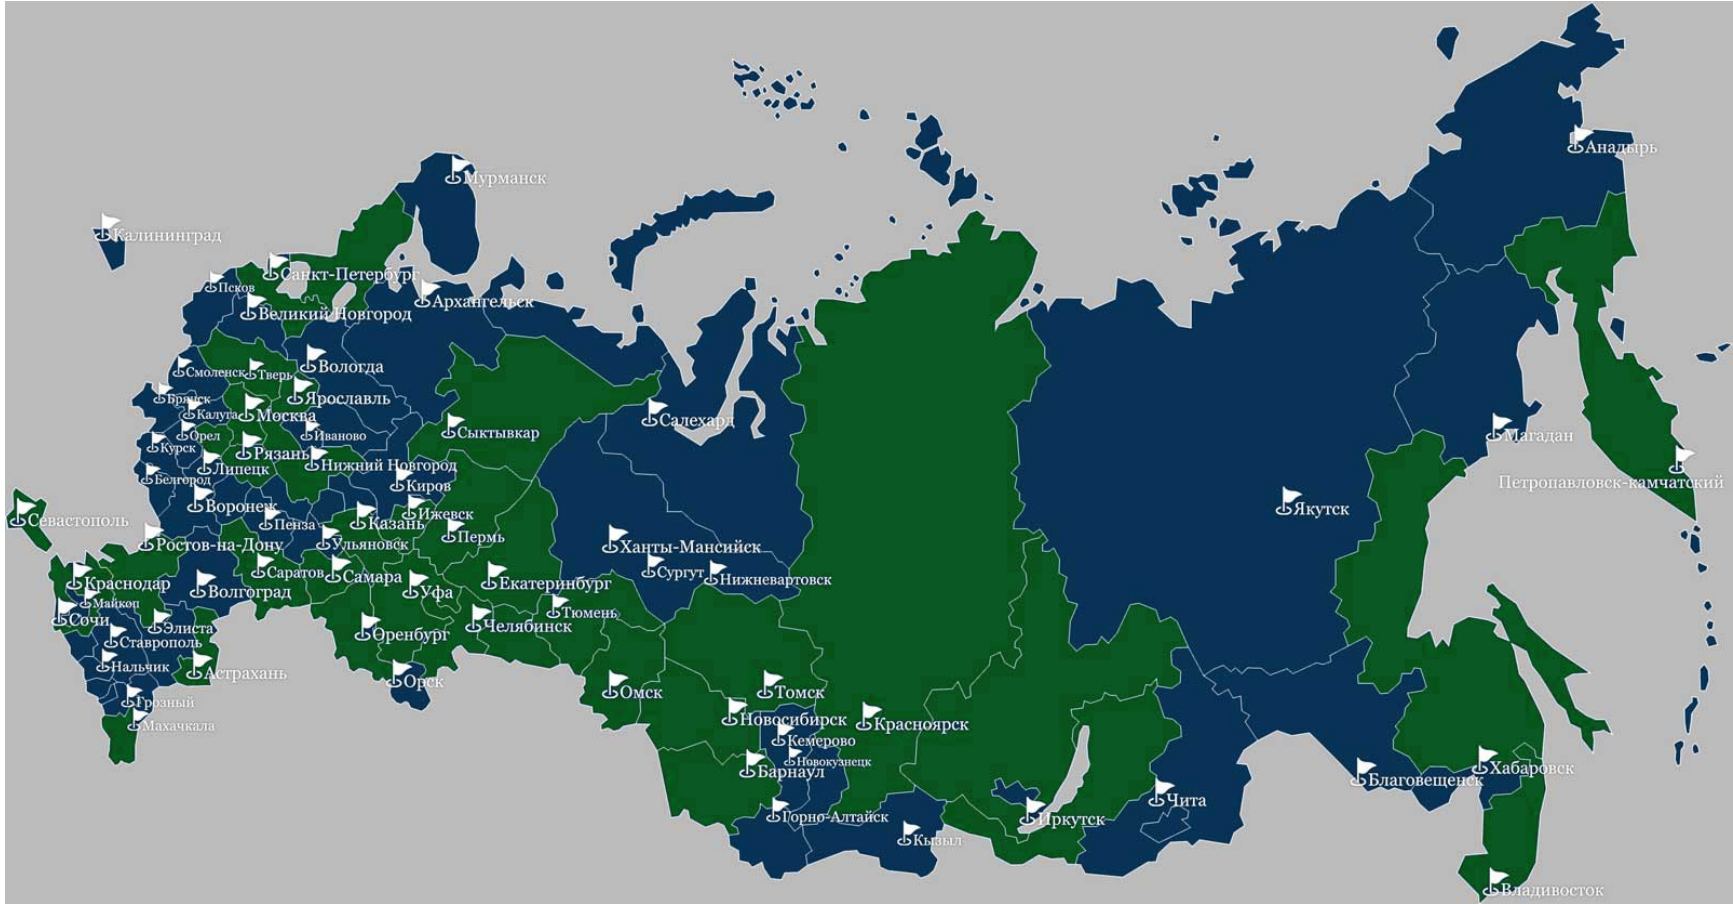 Анадырь
Мурманск
Калининград
Санкт-Петербург
Псков
Архангельск
Великий Новгород
Вологда
Смоленск
Тверь
Ярославль
Брянск
Калуга
Москва
Салехард
Сыктывкар
Орел
Иваново
Магадан
Курск
Рязань
Липецк
Нижний Новгород
Белгород
Киров
Петропавловск-камчатский
Воронеж
Ижевск
Якутск
Севастополь
Пенза
Казань
Пермь
Ростов-на-Дону
Ульяновск
Ханты-Мансийск
Краснодар
Саратов
Самара
Сургут
Нижневартовск
Волгоград
Уфа
Екатеринбург
Майкоп
Сочи
Тюмень
Элиста
Челябинск
Ставрополь
Оренбург
Нальчик
Астрахань
Орск
Омск
Томск
Грозный
Махачкала
Новосибирск
Красноярск
Кемерово
Новокузнецк
Барнаул
Хабаровск
Благовещенск
Чита
Горно-Алтайск
Иркутск
Кызыл
Владивосток